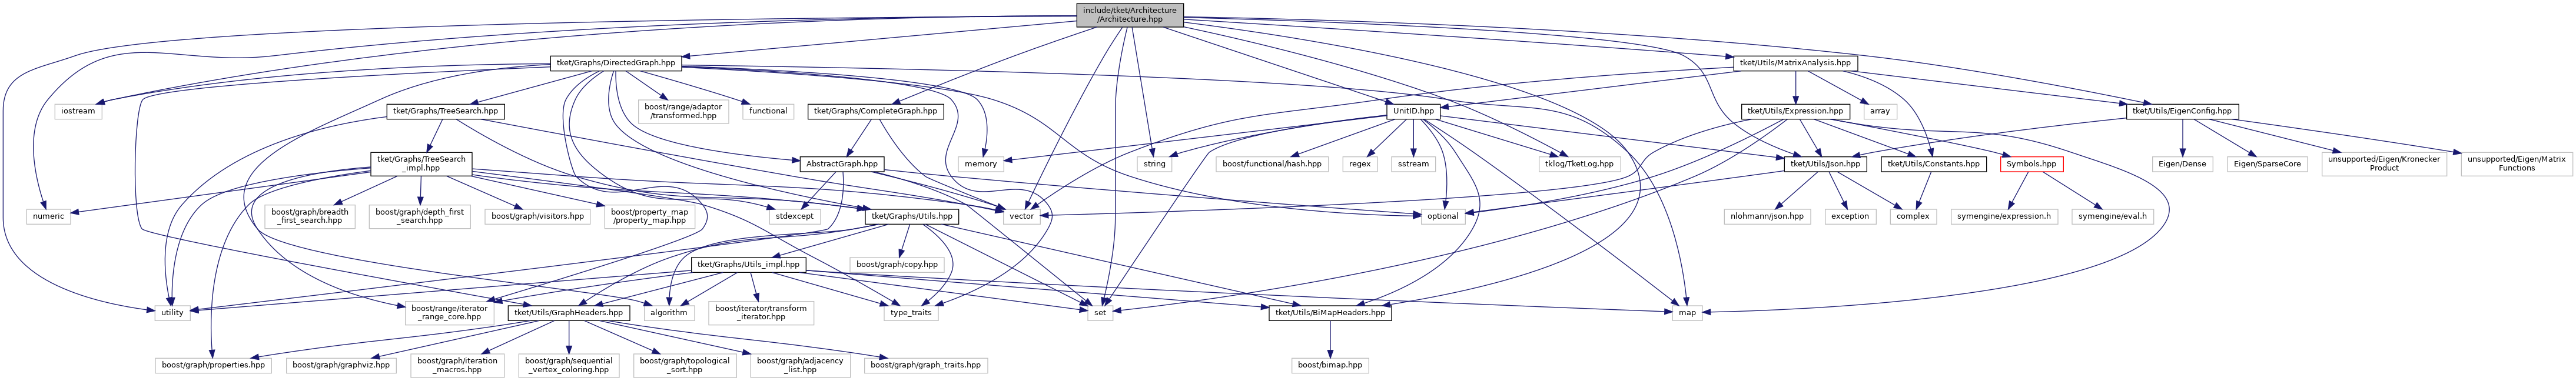 include/tket/Architecture
/Architecture.hpp
tket/Graphs/DirectedGraph.hpp
tket/Utils/MatrixAnalysis.hpp
iostream
tket/Graphs/TreeSearch.hpp
boost/range/adaptor
/transformed.hpp
functional
tket/Graphs/CompleteGraph.hpp
UnitID.hpp
tket/Utils/Expression.hpp
array
tket/Utils/EigenConfig.hpp
tket/Graphs/TreeSearch
_impl.hpp
AbstractGraph.hpp
memory
string
boost/functional/hash.hpp
regex
sstream
tklog/TketLog.hpp
tket/Utils/Json.hpp
tket/Utils/Constants.hpp
Symbols.hpp
Eigen/Dense
Eigen/SparseCore
unsupported/Eigen/Kronecker
Product
unsupported/Eigen/Matrix
Functions
numeric
boost/graph/breadth
_first_search.hpp
boost/graph/depth_first
_search.hpp
boost/graph/visitors.hpp
boost/property_map
/property_map.hpp
stdexcept
tket/Graphs/Utils.hpp
vector
optional
nlohmann/json.hpp
exception
complex
symengine/expression.h
symengine/eval.h
tket/Graphs/Utils_impl.hpp
boost/graph/copy.hpp
utility
boost/range/iterator
_range_core.hpp
tket/Utils/GraphHeaders.hpp
algorithm
boost/iterator/transform
_iterator.hpp
type_traits
set
tket/Utils/BiMapHeaders.hpp
map
boost/graph/properties.hpp
boost/graph/graphviz.hpp
boost/graph/iteration
_macros.hpp
boost/graph/sequential
_vertex_coloring.hpp
boost/graph/topological
_sort.hpp
boost/graph/adjacency
_list.hpp
boost/graph/graph_traits.hpp
boost/bimap.hpp